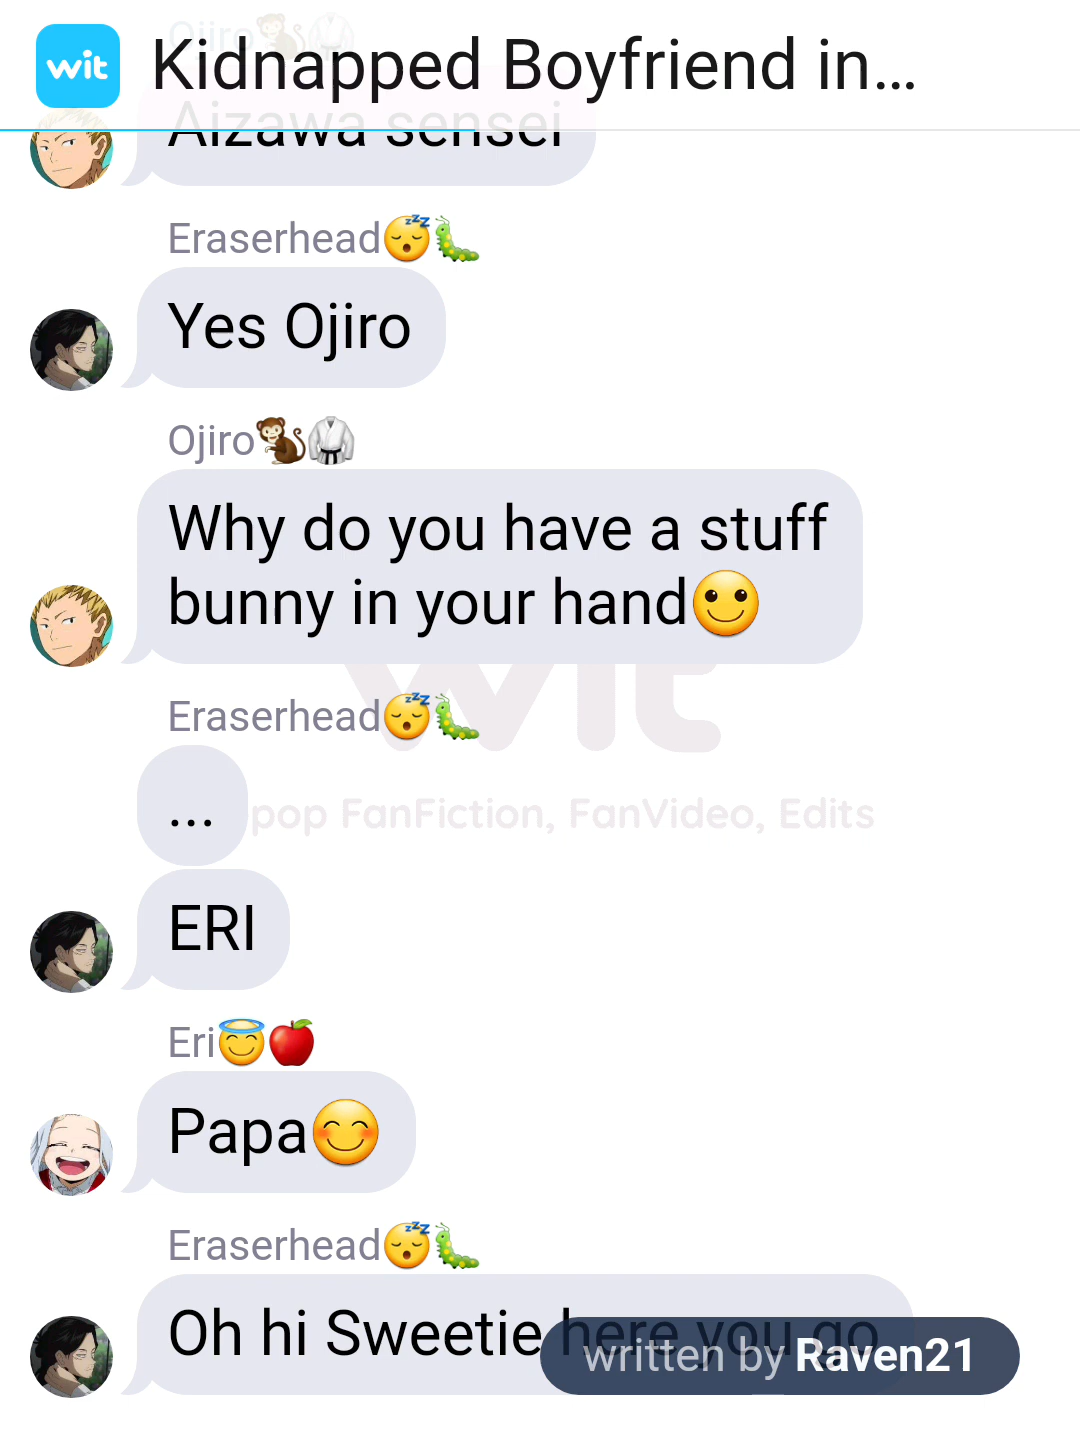 Ojiro🐒🥋
wit Kidnapped Boyfriend in...
Aizawa sensei
Eraserhead😴🐛
Yes Ojiro
Ojiro🐒🥋
Why do you have a stuff
bunny in your hand🙂
wit
Eraserhead😴🐛
...
pop FanFiction, FanVideo, Edits
ERI
Eri😇🍎
Papa😊
Eraserhead😴🐛
Oh hi Sweetie here you go
written by Raven21